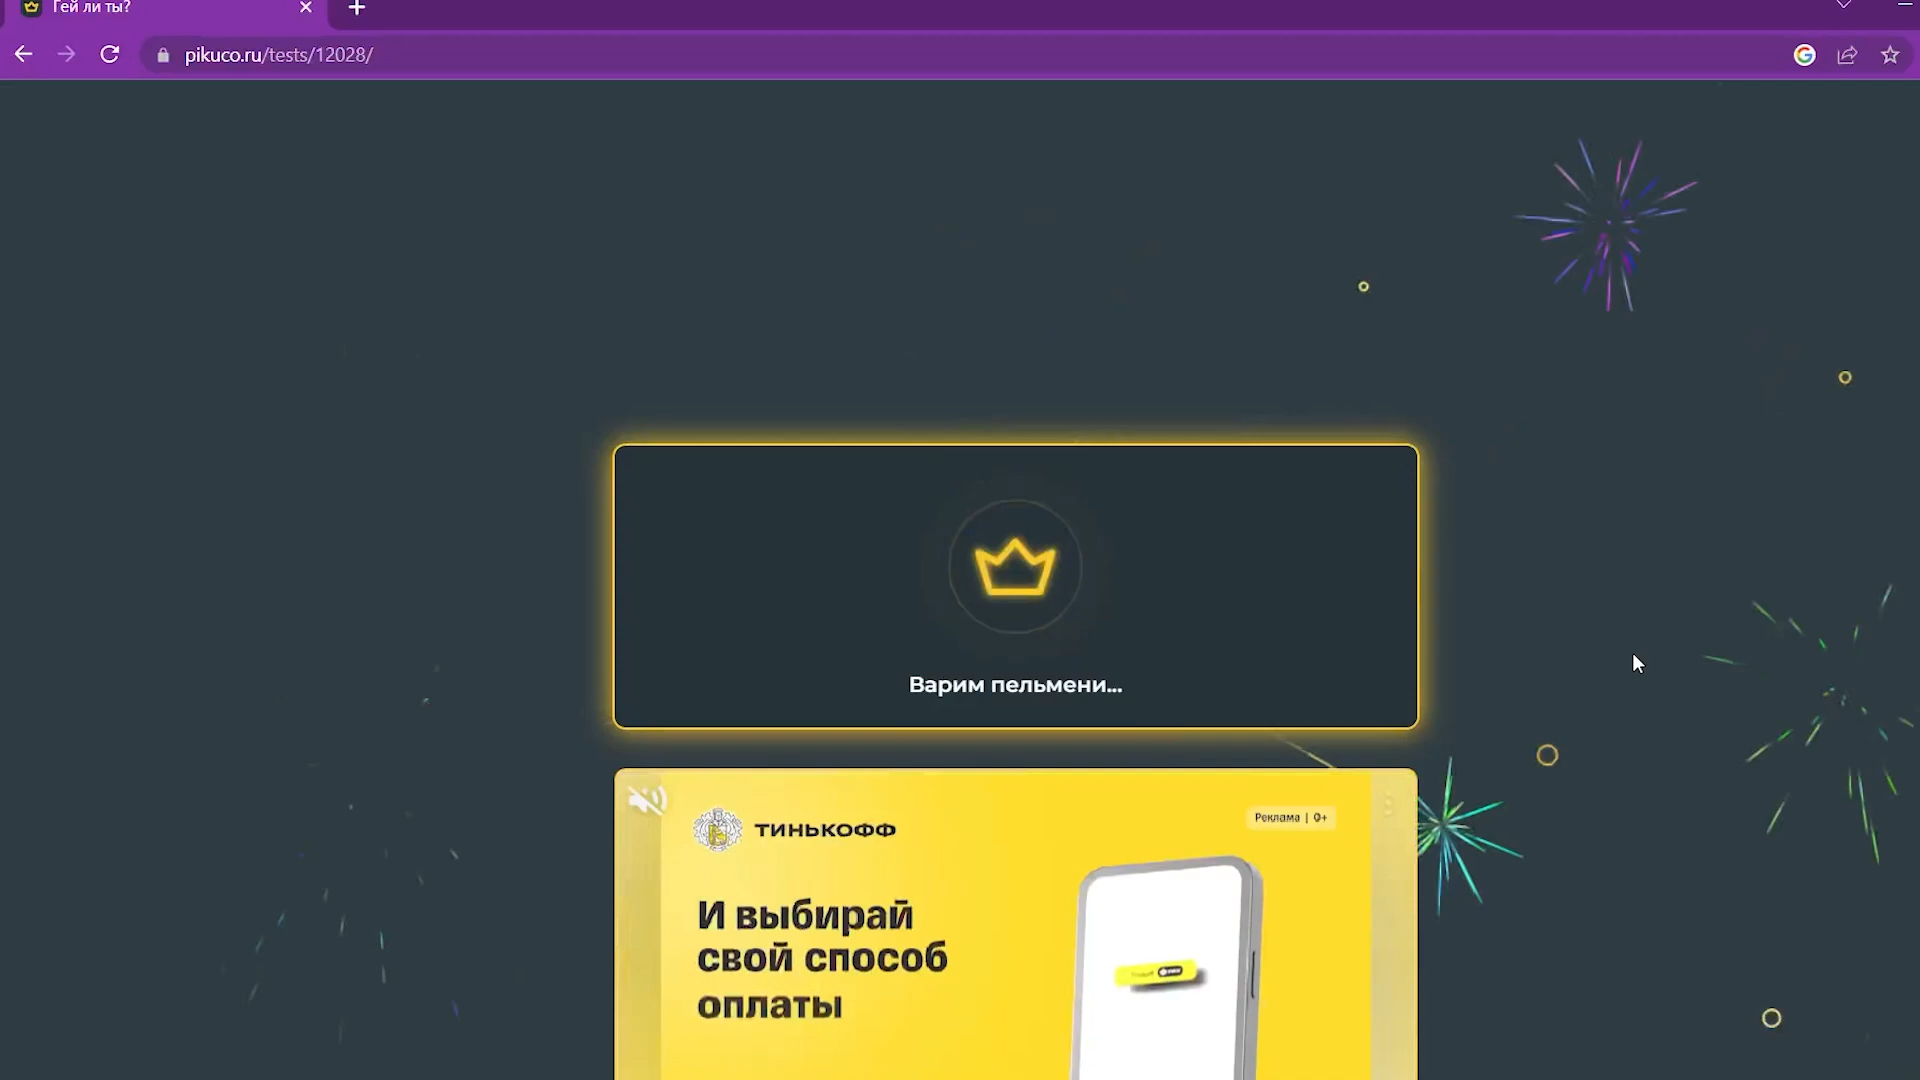 Гей ли ты?
pikuco.ru/tests/12028/
Варим пельмени...
ТИНЬКОФФ
Реклама | 0+
И выбирай
свой способ
оплаты